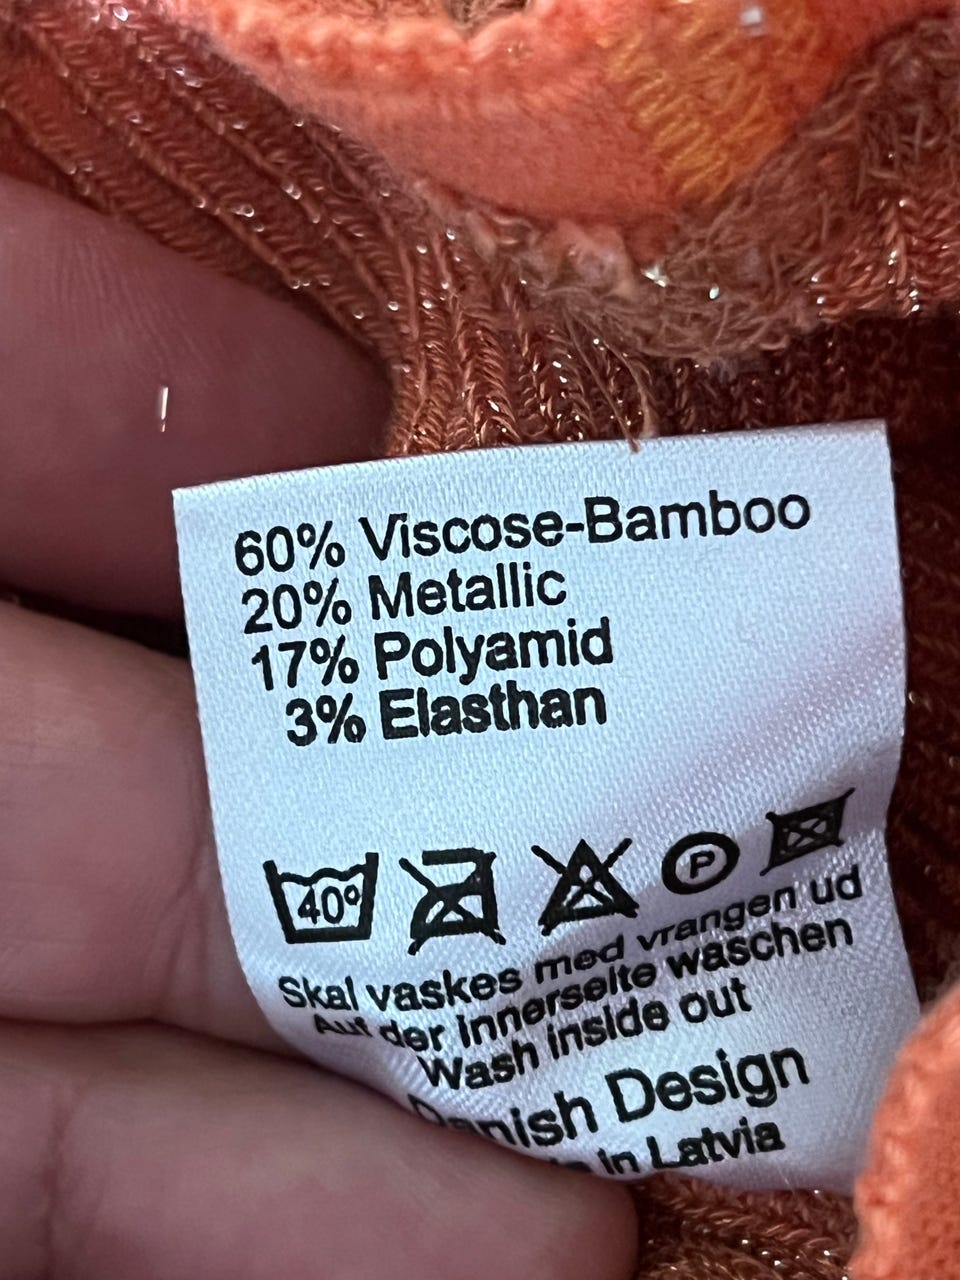 60% Viscose-Bamboo
20% Metallic
17% Polyamid
3% Elasthan
40°
P
Skal vaskes med vrangen ud
Auf der innerseite waschen
Wash inside out
Danish Design
in Latvia